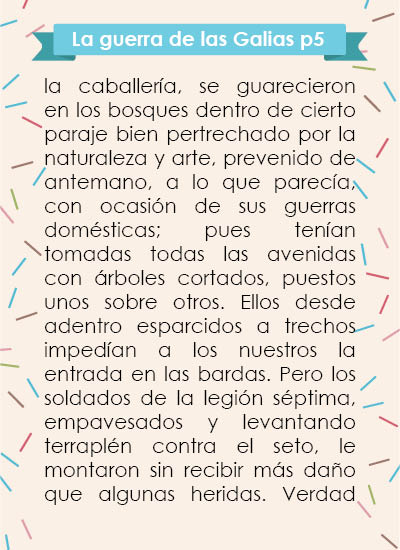 La guerra de las Galias p5
la caballería, se guarecieron
en los bosques dentro de cierto
paraje bien pertrechado por la
naturaleza y arte, prevenido de
antemano, a lo que parecía,
con ocasión de sus guerras
domésticas; pues tenían
tomadas todas las avenidas
con árboles cortados, puestos
unos sobre otros. Ellos desde
adentro esparcidos a trechos
impedían a los nuestros la
entrada en las bardas. Pero los
soldados de la legión séptima,
empavesados y levantando
terraplén contra el seto, le
montaron sin recibir más daño
que algunas heridas. Verdad